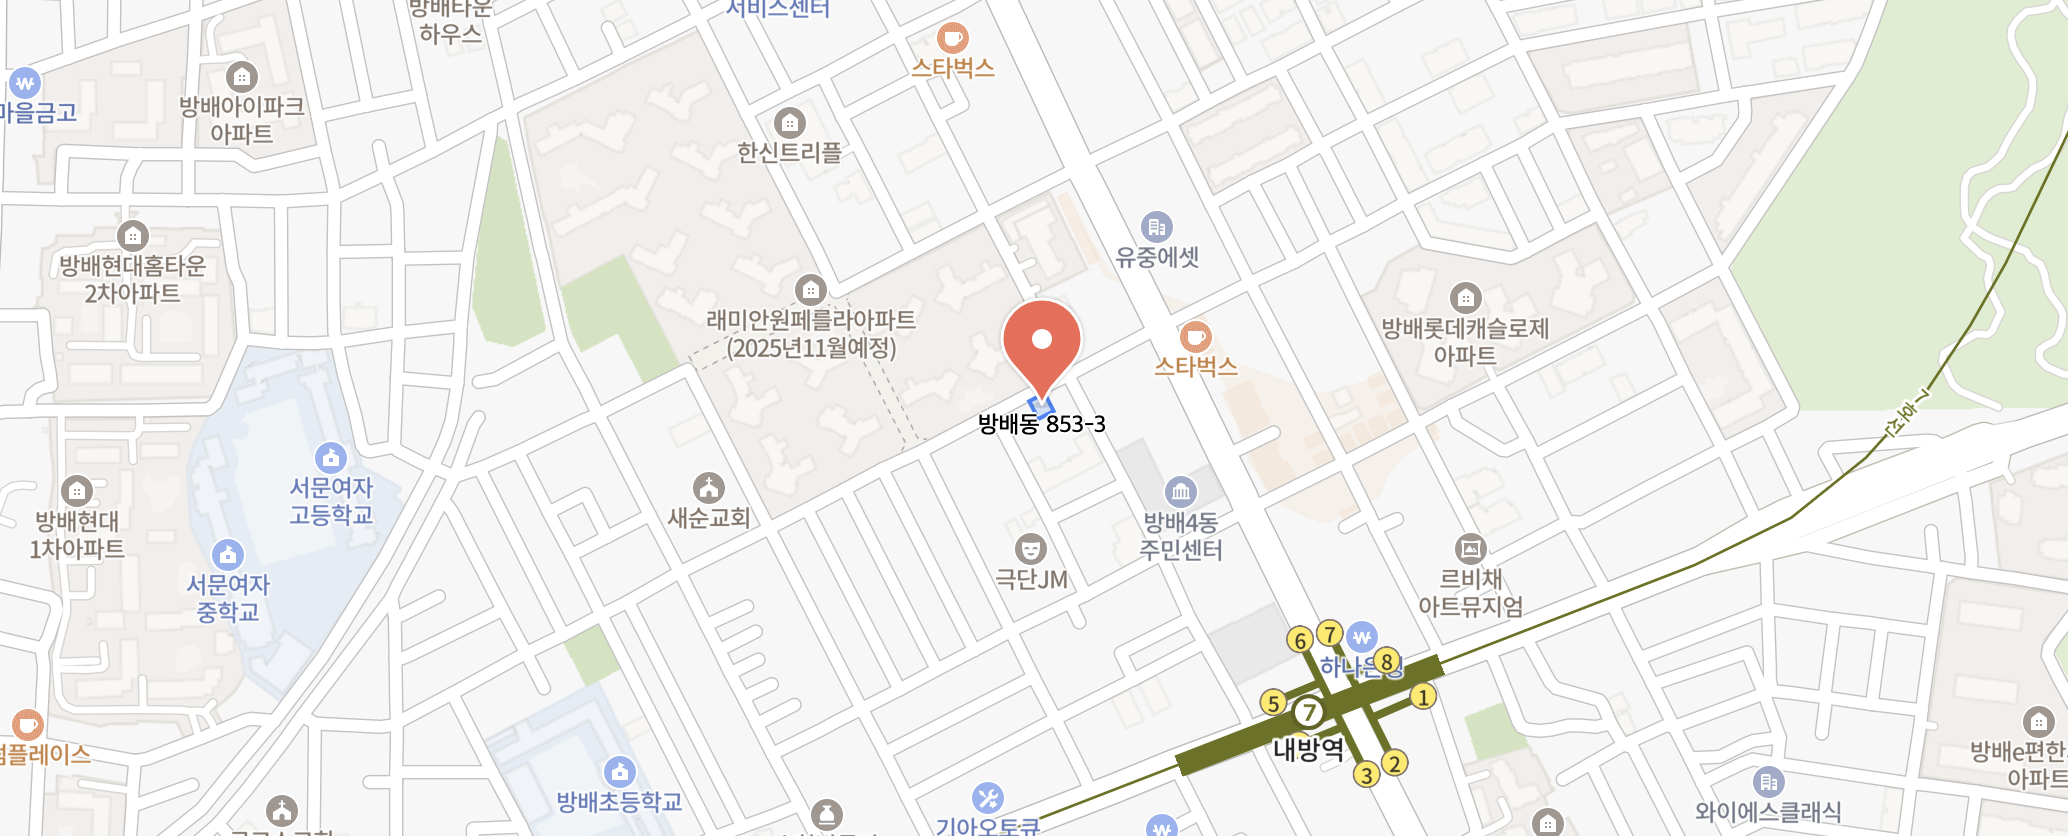 방배타운
하우스
서비스센터
스타벅스
마을금고
방배아이파크
아파트
한신트리플
방배현대홈타운
2차아파트
유중에셋
래미안원페를라아파트
(2025년11월예정)
방배롯데캐슬로제
아파트
스타벅스
방배동 853-3
7호선
서문여자
고등학교
새순교회
방배현대
1차아파트
방배4동
주민센터
극단JM
르비채
아트뮤지엄
서문여자
중학교
6
7
8
하나은행
5
1
7
내방역
2
3
플레이스
방배초등학교
기아오토큐
방배e편한
아파트
와이에스클래식